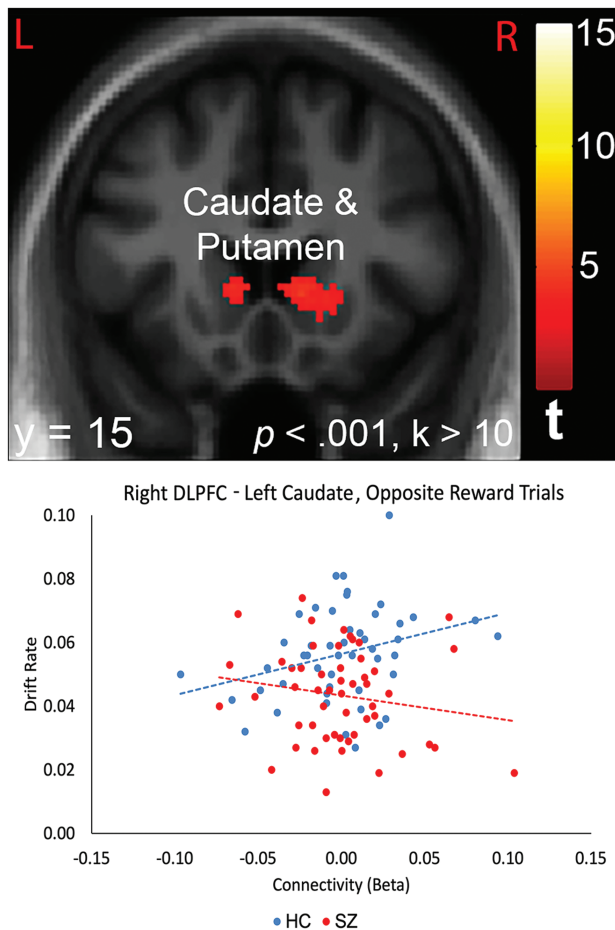 L R
15
10
5
t
Caudate &
Putamen
y = 15
p < .001, k > 10
Right DLPFC - Left Caudate, Opposite Reward Trials
0.10
0.08
0.06
0.04
0.02
0.00
Drift Rate
-0.15 -0.10 -0.05 0.00 0.05 0.10 0.15
Connectivity (Beta)
HC SZ